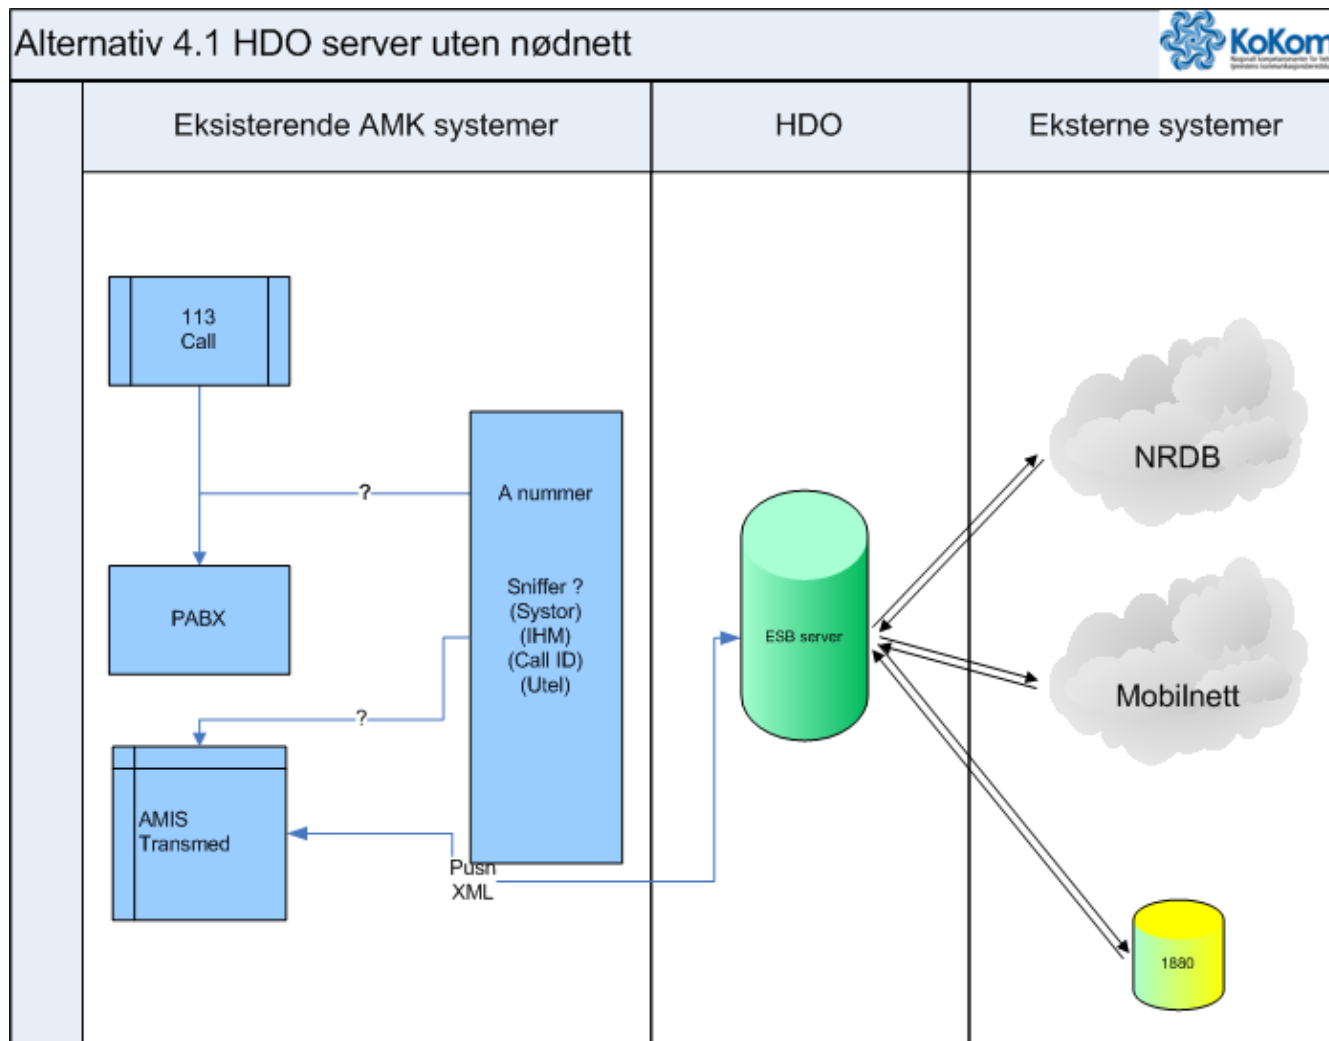 Alternativ 4.1 HDO server uten nødnett
KoKom
Eksisterende AMK systemer
HDO
Eksterne systemer
113
Call
?
A nummer
NRDB
Sniffer ?
(Systor)
(IHM)
(Call ID)
(Utel)
PABX
ESB server
Mobilnett
?
AMIS
Transmed
Push
XML
1880